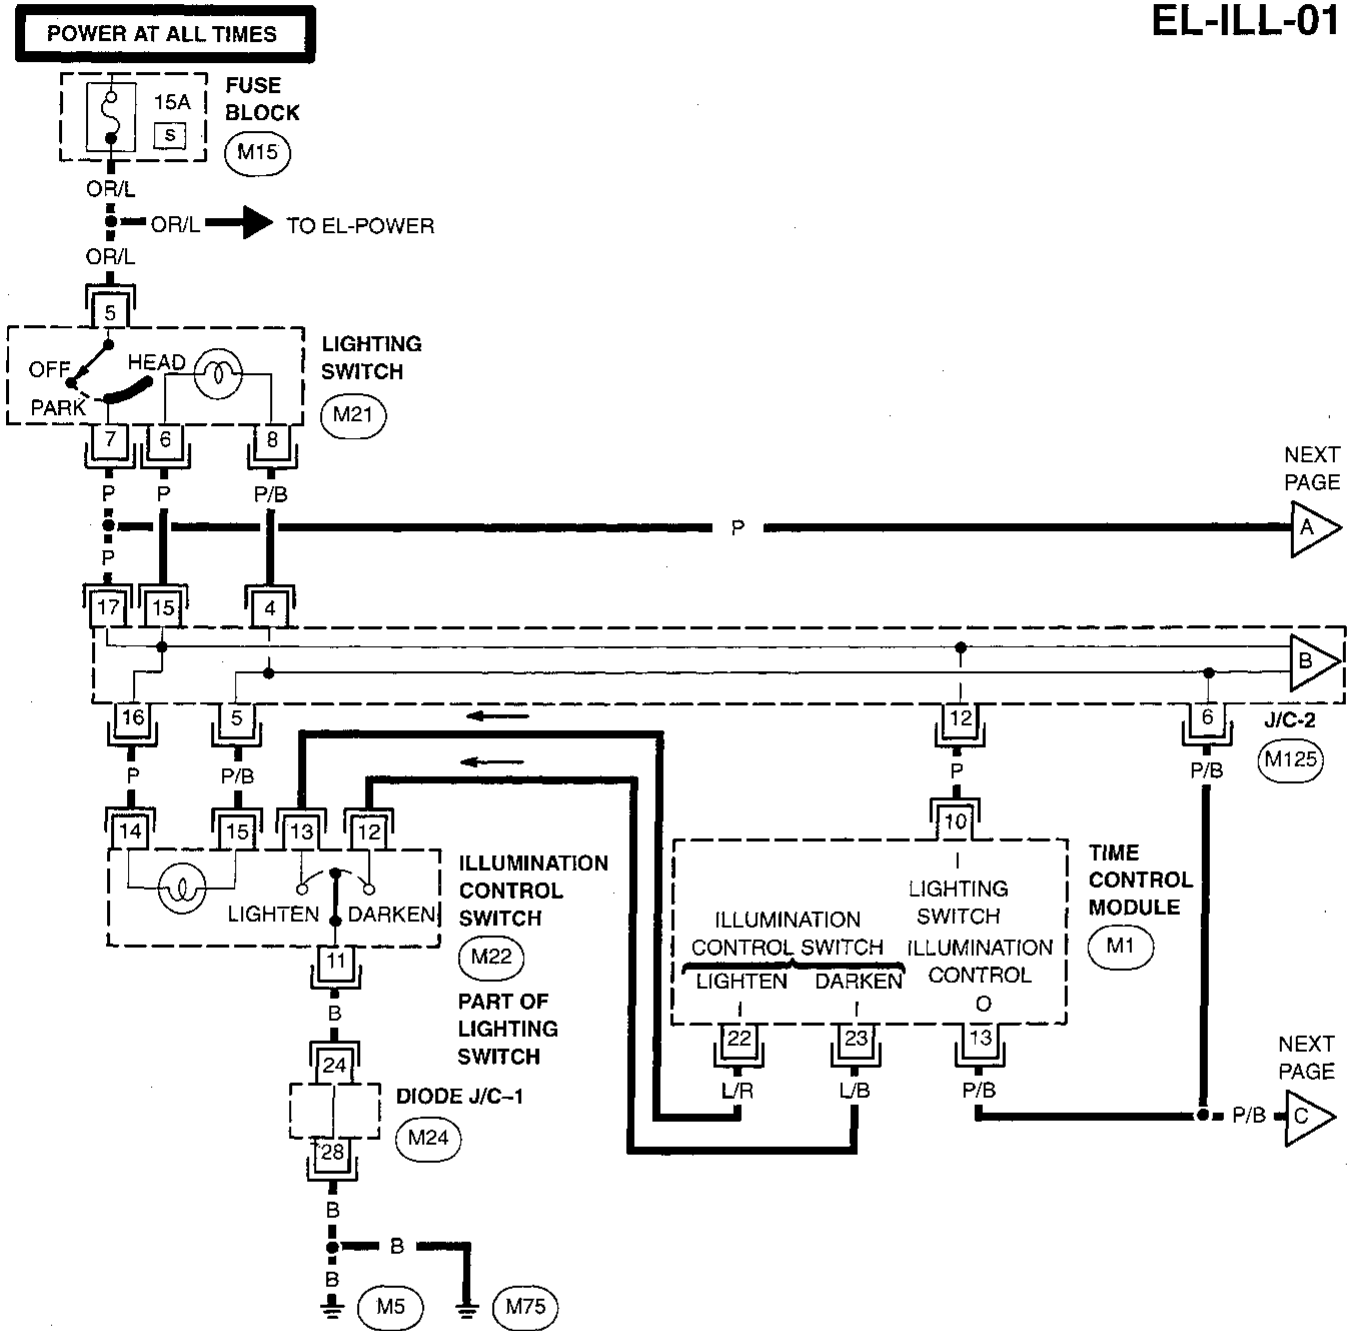 EL-ILL-01
POWER AT ALL TIMES
15A
S
FUSE
BLOCK
M15
OR/L
OR/L
TO EL-POWER
OR/L
5
OFF
HEAD
PARK
LIGHTING
SWITCH
M21
7
6
8
P
P
P/B
NEXT
PAGE
P
A
P
17
15
4
B
16
5
12
6
J/C-2
M125
P
P/B
P
P/B
14
15
13
12
10
LIGHTEN
DARKEN
ILLUMINATION
CONTROL
SWITCH
M22
PART OF
LIGHTING
SWITCH
LIGHTING
SWITCH
ILLUMINATION
CONTROL SWITCH
LIGHTEN
DARKEN
ILLUMINATION
CONTROL
TIME
CONTROL
MODULE
M1
I
I
I
O
11
B
22
23
13
L/R
L/B
P/B
NEXT
PAGE
P/B
C
24
DIODE J/C-1
M24
28
B
B
B
M5
M75